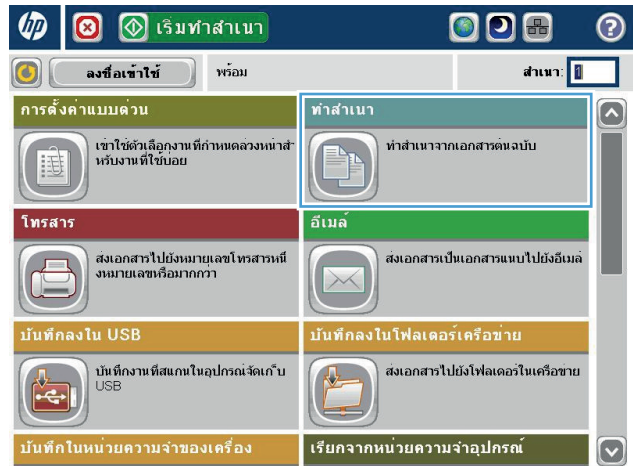 hp
เริ่มทำสำเนา
?
ลงชื่อเข้าใช้
พร้อม
สำเนา: 1
การตั้งค่าแบบด่วน
เข้าใช้ตัวเลือกงานที่กำหนดล่วงหน้าสำ
หรับงานที่ใช้บ่อย
ทำสำเนา
ทำสำเนาจากเอกสารต้นฉบับ
โทรสาร
ส่งเอกสารไปยังหมายเลขโทรสารหนึ่
งหมายเลขหรือมากกว่า
อีเมล์
ส่งเอกสารเป็นเอกสารแนบไปยังอีเมล์
บันทึกลงใน USB
บันทึกงานที่สแกนในอุปกรณ์จัดเก็บ
USB
บันทึกลงในโฟลเดอร์เครือข่าย
ส่งเอกสารไปยังโฟลเดอร์ในเครือข่าย
บันทึกในหน่วยความจำของเครื่อง
เรียกจากหน่วยความจำอุปกรณ์